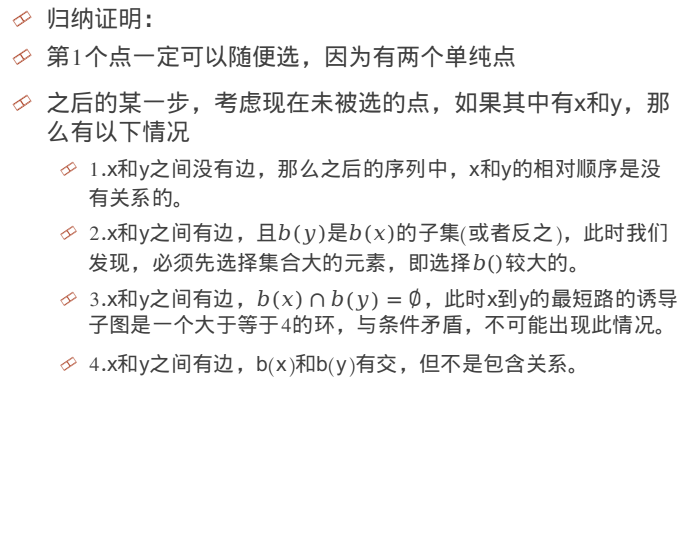 归纳证明：
第1个点一定可以随便选，因为有两个单纯点
之后的某一步，考虑现在未被选的点，如果其中有x和y，那
么有以下情况
1.x和y之间没有边，那么之后的序列中，x和y的相对顺序是没
有关系的。
2.x和y之间有边，且b(y)是b(x)的子集(或者反之)，此时我们
发现，必须先选择集合大的元素，即选择b()较大的。
3.x和y之间有边，b(x) ∩ b(y) = ∅，此时x到y的最短路的诱导
子图是一个大于等于4的环，与条件矛盾，不可能出现此情况。
4.x和y之间有边，b(x)和b(y)有交，但不是包含关系。